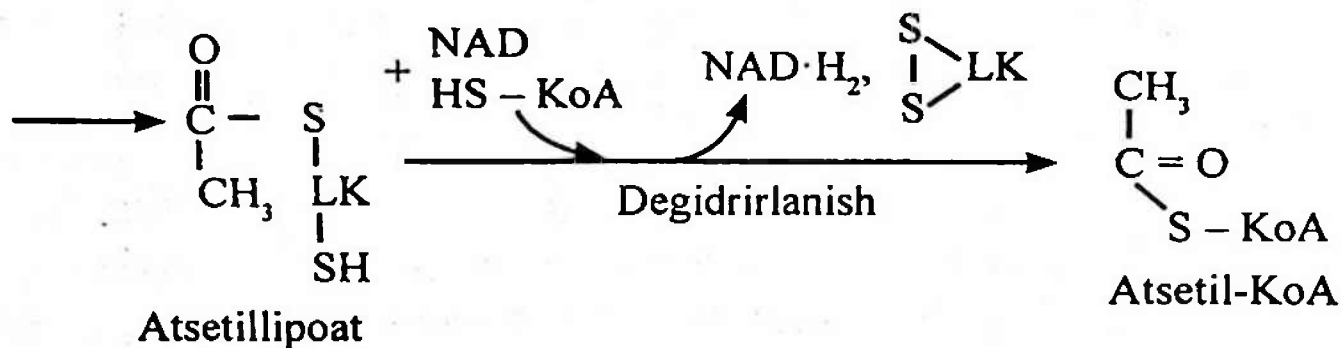 O
||
C – S
|
CH₃
LK
|
SH
Atsetillipoat
+ NAD
HS – KoA
NAD·H₂,
S
|
S
LK
Degidrirlanish
CH₃
|
C = O
S – KoA
Atsetil-KoA